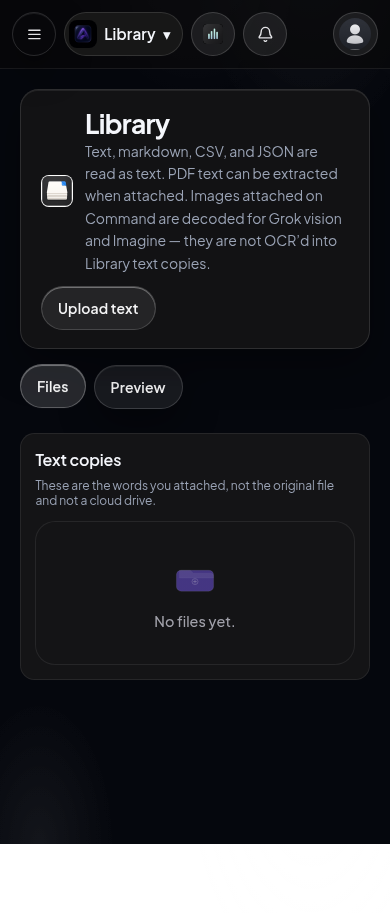 Library ▾
Library
Text, markdown, CSV, and JSON are
read as text. PDF text can be extracted
when attached. Images attached on
Command are decoded for Grok vision
and Imagine — they are not OCR'd into
Library text copies.
Upload text
Files
Preview
Text copies
These are the words you attached, not the original file
and not a cloud drive.
No files yet.